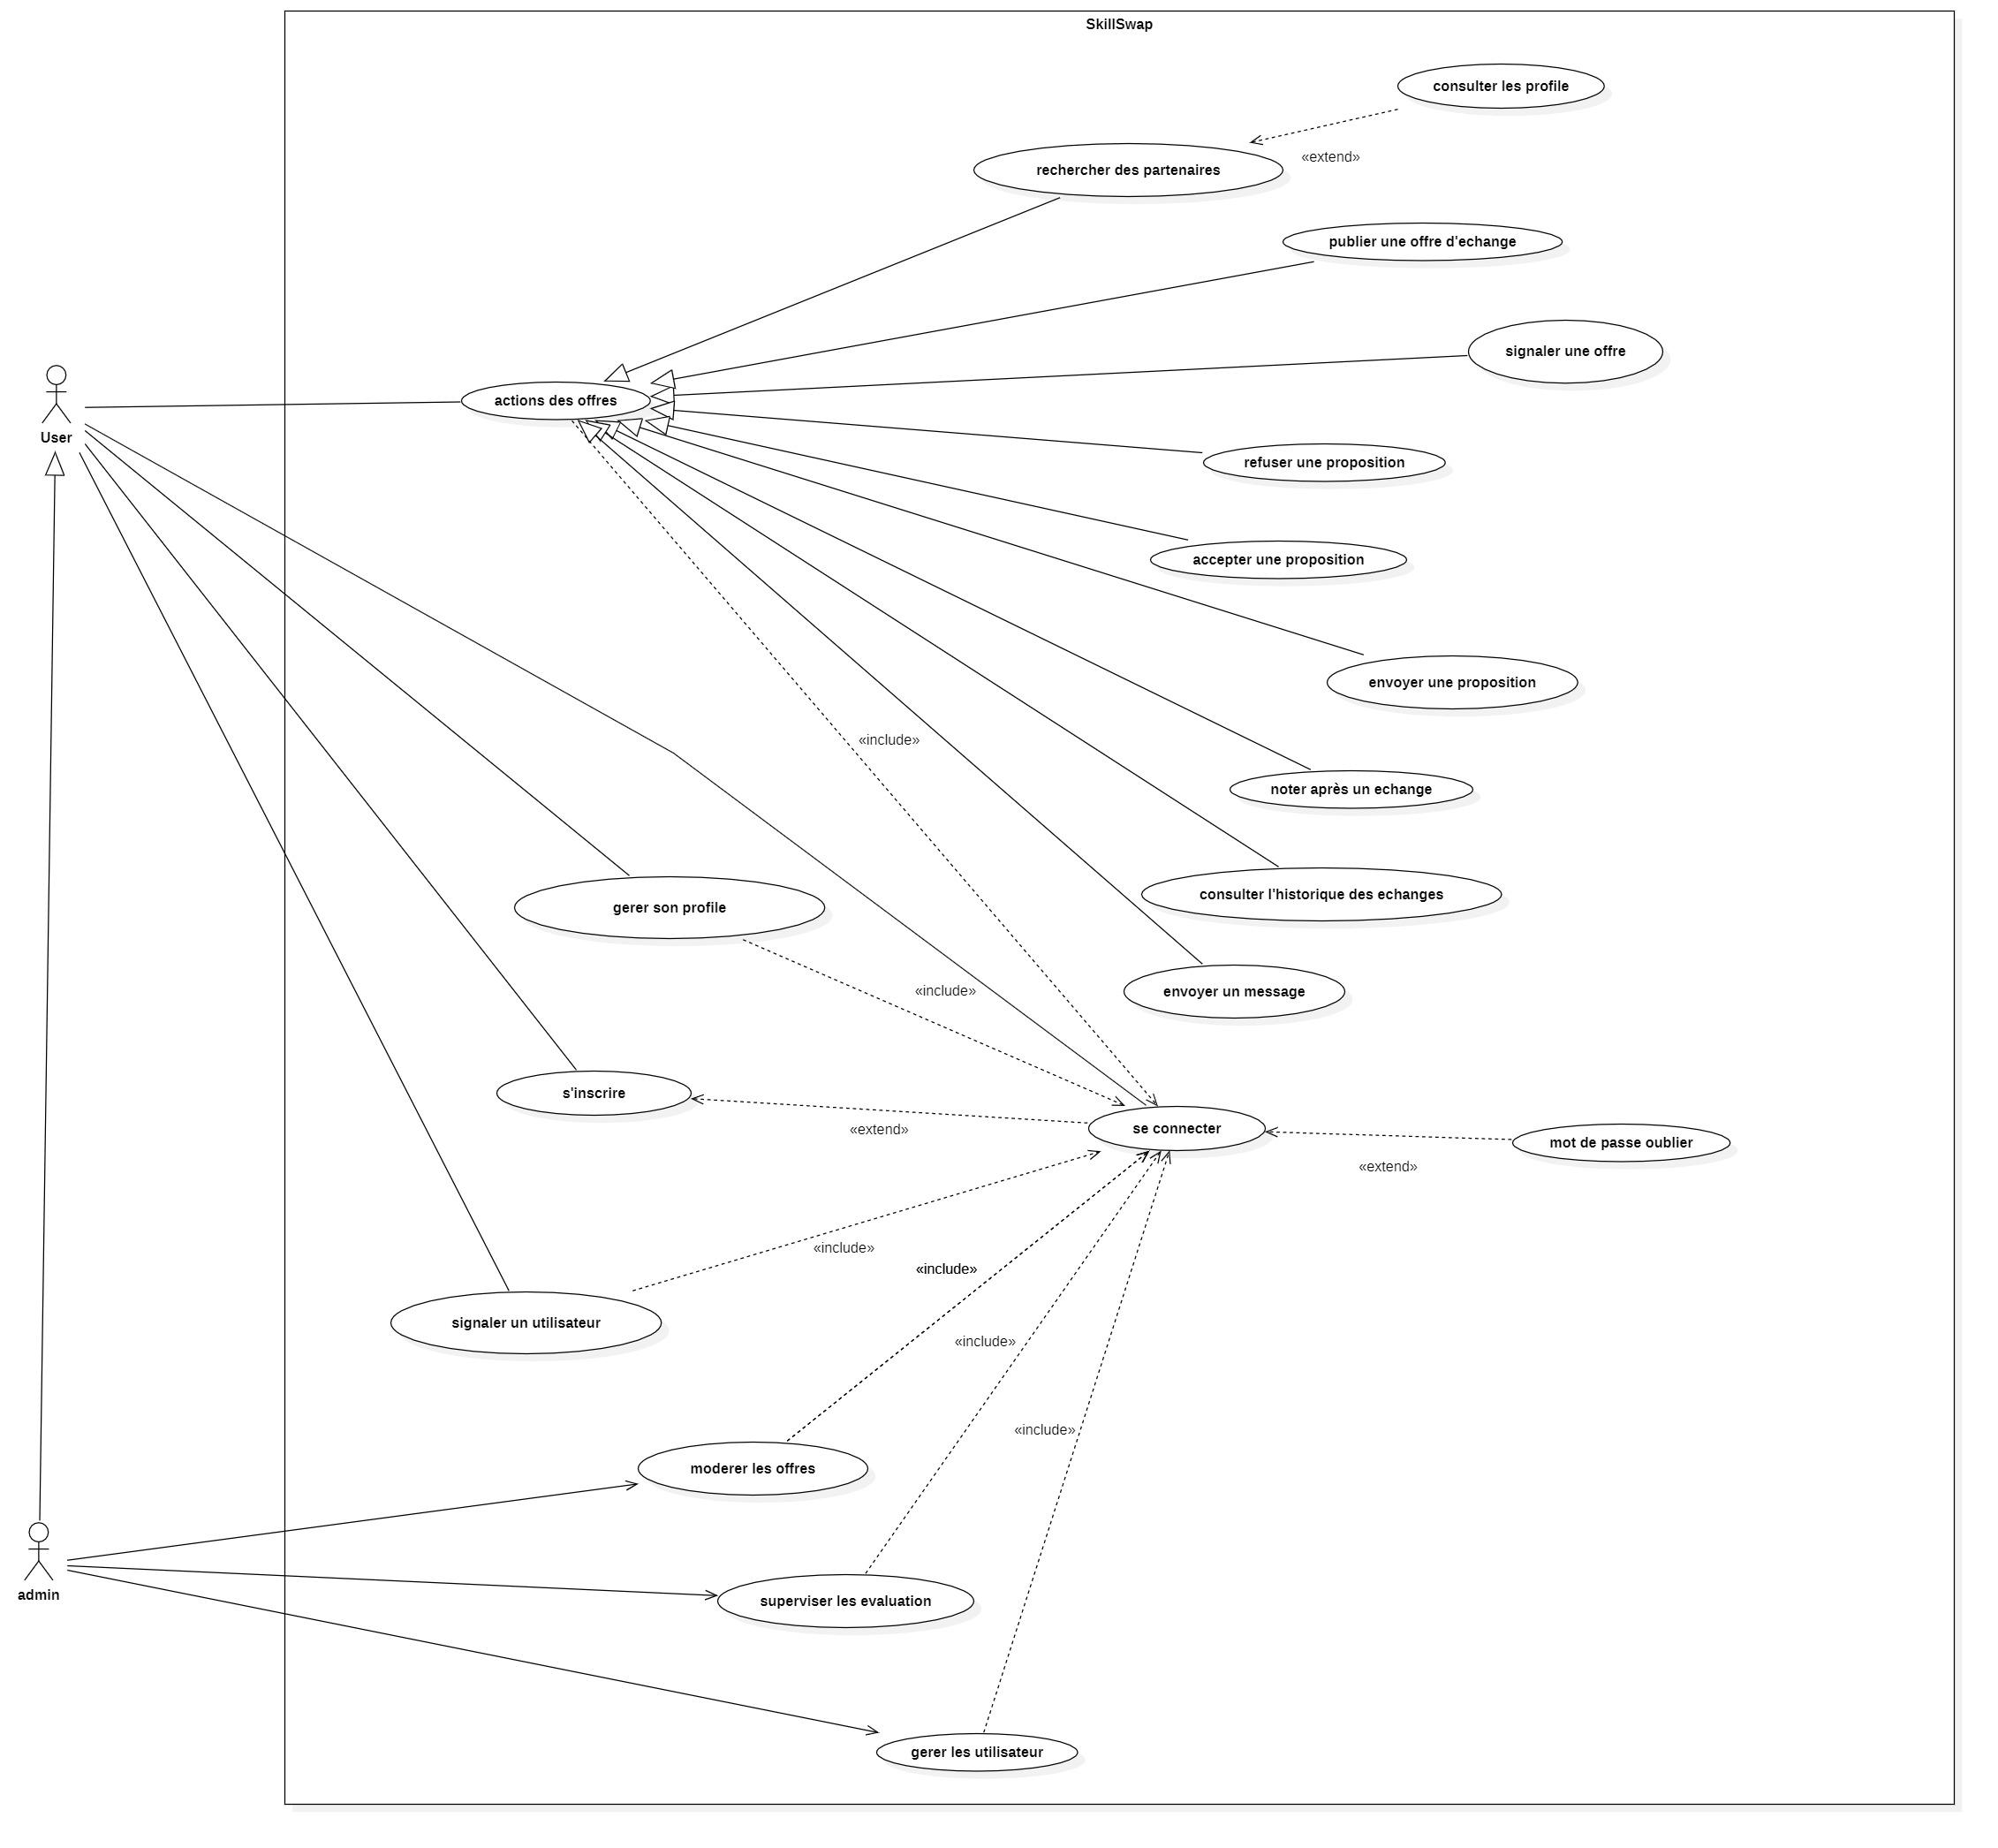 SkillSwap
consulter les profile
«extend»
rechercher des partenaires
publier une offre d'echange
signaler une offre
actions des offres
User
refuser une proposition
accepter une proposition
envoyer une proposition
«include»
noter après un echange
consulter l'historique des echanges
gerer son profile
«include»
envoyer un message
s'inscrire
«extend»
se connecter
mot de passe oublier
«extend»
«include»
«include»
signaler un utilisateur
«include»
«include»
moderer les offres
admin
superviser les evaluation
gerer les utilisateur